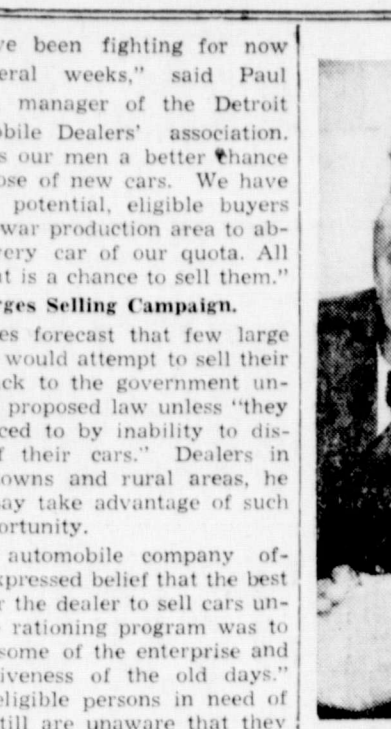 ve been fighting for now
eral weeks," said Paul
manager of the Detroit
obile Dealers' association.
s our men a better chance
ose of new cars. We have
potential, eligible buyers
war production area to ab-
very car of our quota. All
nt is a chance to sell them."
rges Selling Campaign.
es forecast that few large
would attempt to sell their
ck to the government un-
proposed law unless "they
ced to by inability to dis-
f their cars." Dealers in
owns and rural areas, he
ay take advantage of such
ortunity.
automobile company of-
xpressed belief that the best
r the dealer to sell cars un-
rationing program was to
some of the enterprise and
iveness of the old days."
eligible persons in need of
till are unaware that they